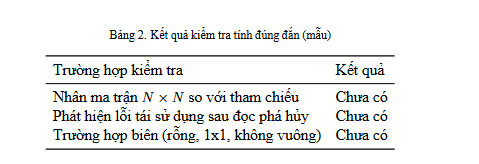 Bảng 2. Kết quả kiểm tra tính đúng đắn (mẫu)
Trường hợp kiểm tra Kết quả
Nhân ma trận N × N so với tham chiếu Chưa có
Phát hiện lỗi tái sử dụng sau đọc phá hủy Chưa có
Trường hợp biên (rỗng, 1x1, không vuông) Chưa có